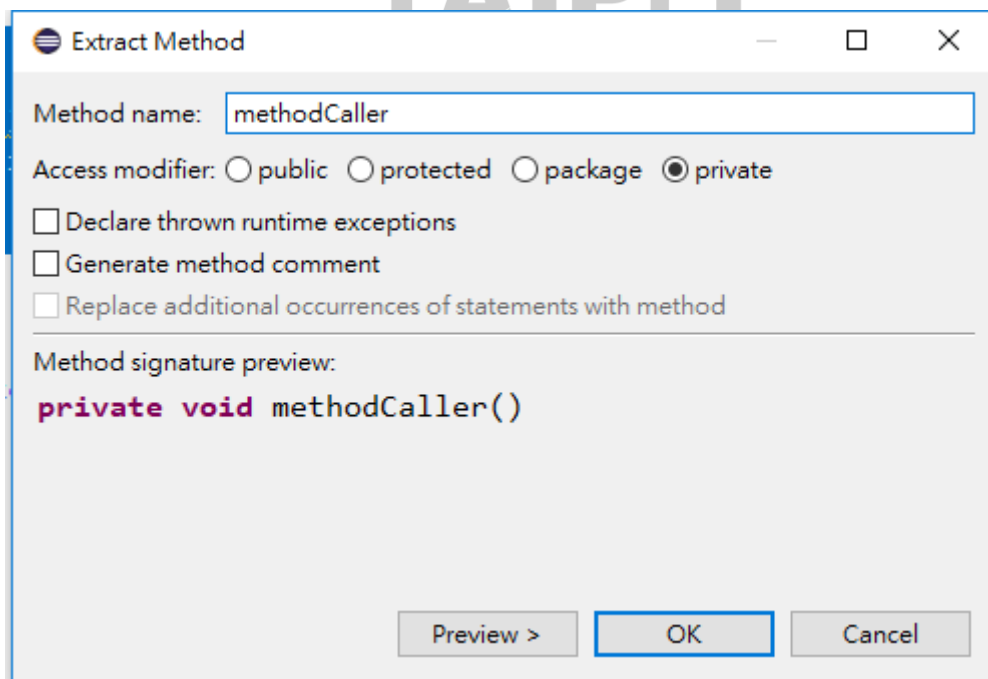 TAIPEI
Extract Method
Method name: methodCaller
Access modifier: public protected package private
Declare thrown runtime exceptions
Generate method comment
Replace additional occurrences of statements with method
Method signature preview:
private void methodCaller()
Preview > OK Cancel